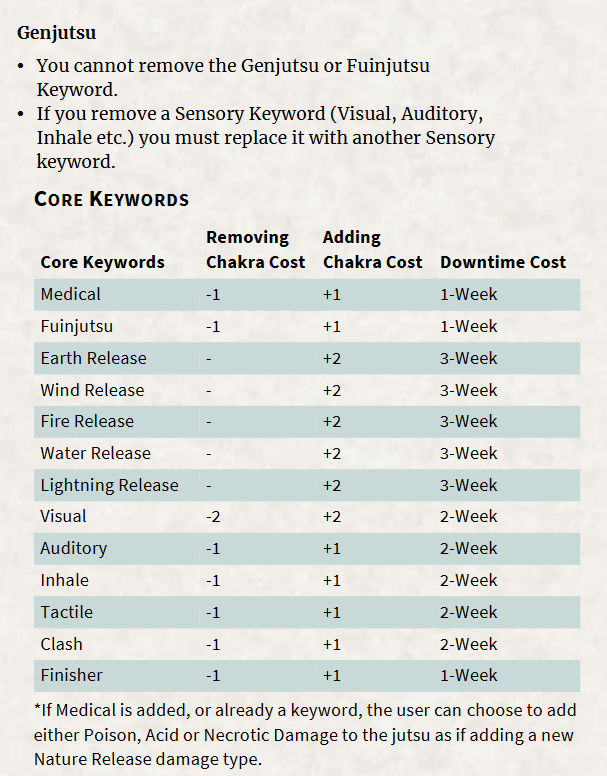 Genjutsu
• You cannot remove the Genjutsu or Fuinjutsu
Keyword.
• If you remove a Sensory Keyword (Visual, Auditory,
Inhale etc.) you must replace it with another Sensory
keyword.
CORE KEYWORDS
Removing Adding
Core Keywords Chakra Cost Chakra Cost Downtime Cost
Medical -1 +1 1-Week
Fuinjutsu -1 +1 1-Week
Earth Release - +2 3-Week
Wind Release - +2 3-Week
Fire Release - +2 3-Week
Water Release - +2 3-Week
Lightning Release - +2 3-Week
Visual -2 +2 2-Week
Auditory -1 +1 2-Week
Inhale -1 +1 2-Week
Tactile -1 +1 2-Week
Clash -1 +1 2-Week
Finisher -1 +1 1-Week
*If Medical is added, or already a keyword, the user can choose to add
either Poison, Acid or Necrotic Damage to the jutsu as if adding a new
Nature Release damage type.